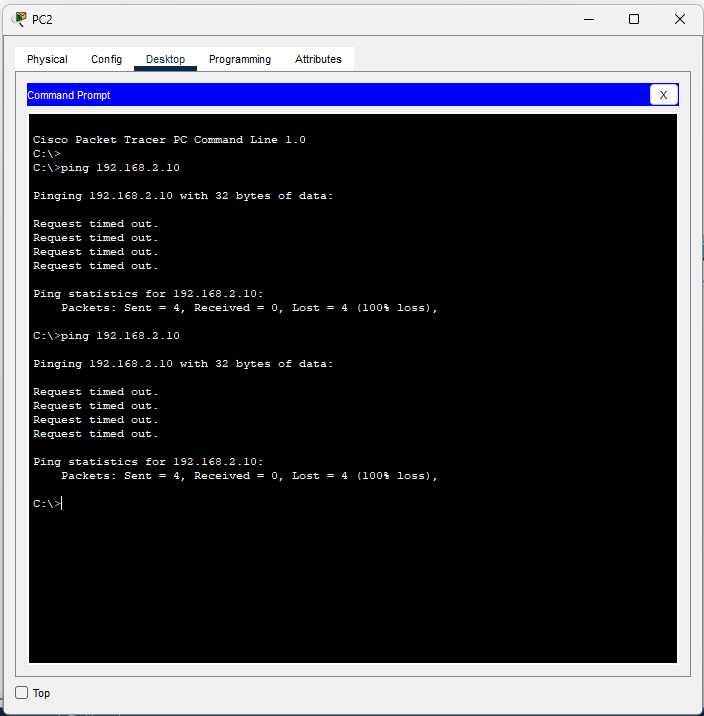 PC2
Physical Config Desktop Programming Attributes
Command Prompt X
Cisco Packet Tracer PC Command Line 1.0
C:\>
C:\>ping 192.168.2.10
Pinging 192.168.2.10 with 32 bytes of data:
Request timed out.
Request timed out.
Request timed out.
Request timed out.
Ping statistics for 192.168.2.10:
Packets: Sent = 4, Received = 0, Lost = 4 (100% loss),
C:\>ping 192.168.2.10
Pinging 192.168.2.10 with 32 bytes of data:
Request timed out.
Request timed out.
Request timed out.
Request timed out.
Ping statistics for 192.168.2.10:
Packets: Sent = 4, Received = 0, Lost = 4 (100% loss),
C:\>
Top